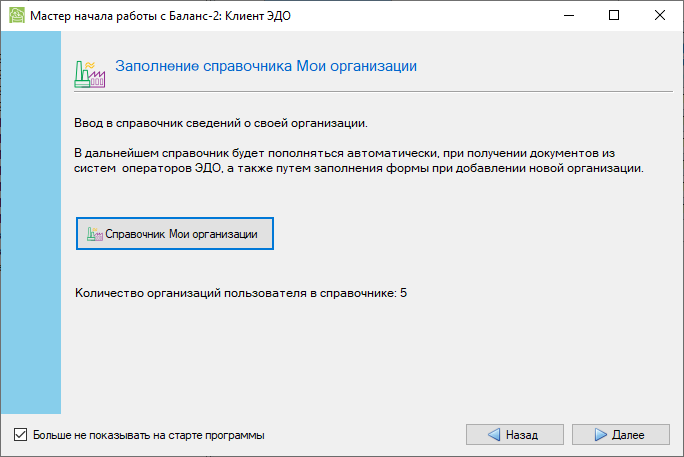 Мастер начала работы с Баланс-2: Клиент ЭДО
Заполнение справочника Мои организации
Ввод в справочник сведений о своей организации.
В дальнейшем справочник будет пополняться автоматически, при получении документов из
систем операторов ЭДО, а также путем заполнения формы при добавлении новой организации.
Справочник Мои организации
Количество организаций пользователя в справочнике: 5
Больше не показывать на старте программы
Назад
Далее